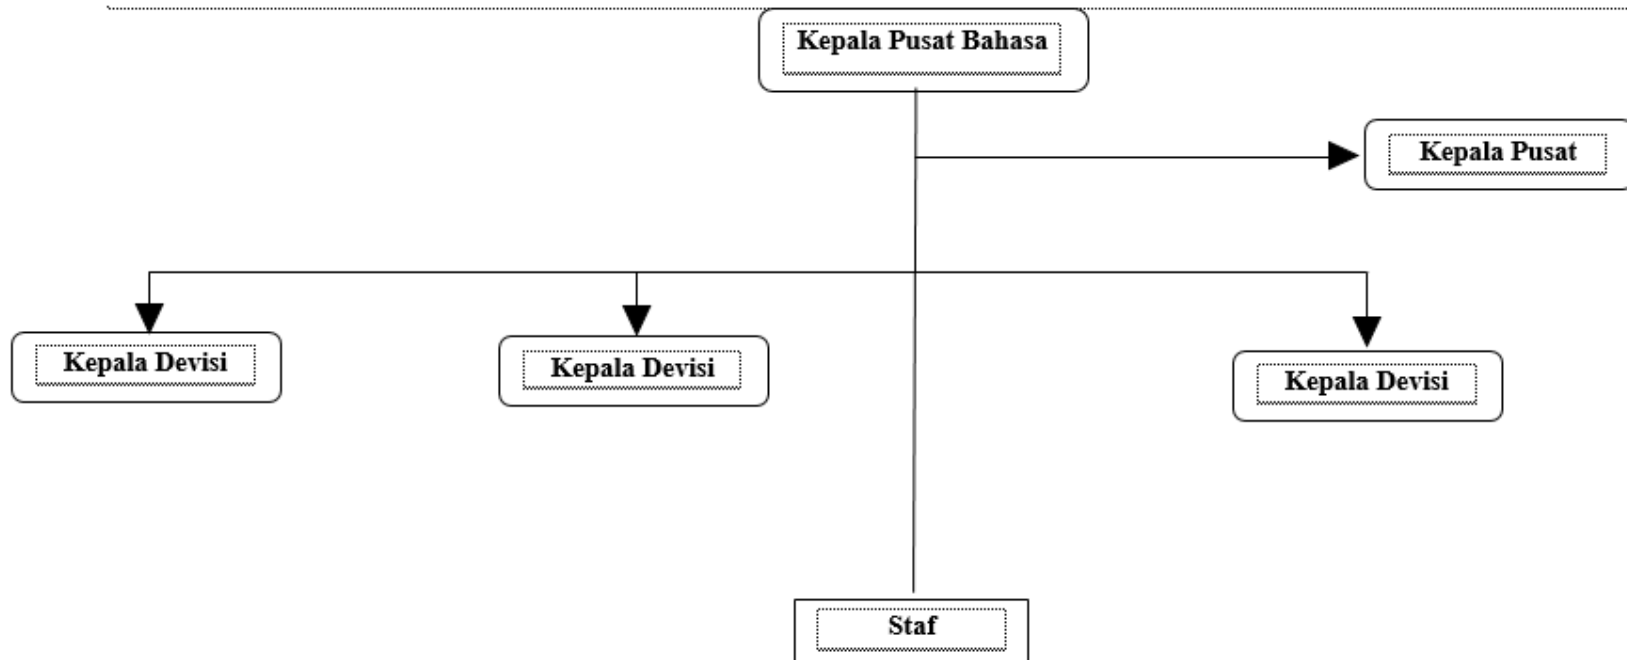 Kepala Pusat Bahasa
Kepala Pusat
Kepala Devisi
Kepala Devisi
Kepala Devisi
Staf